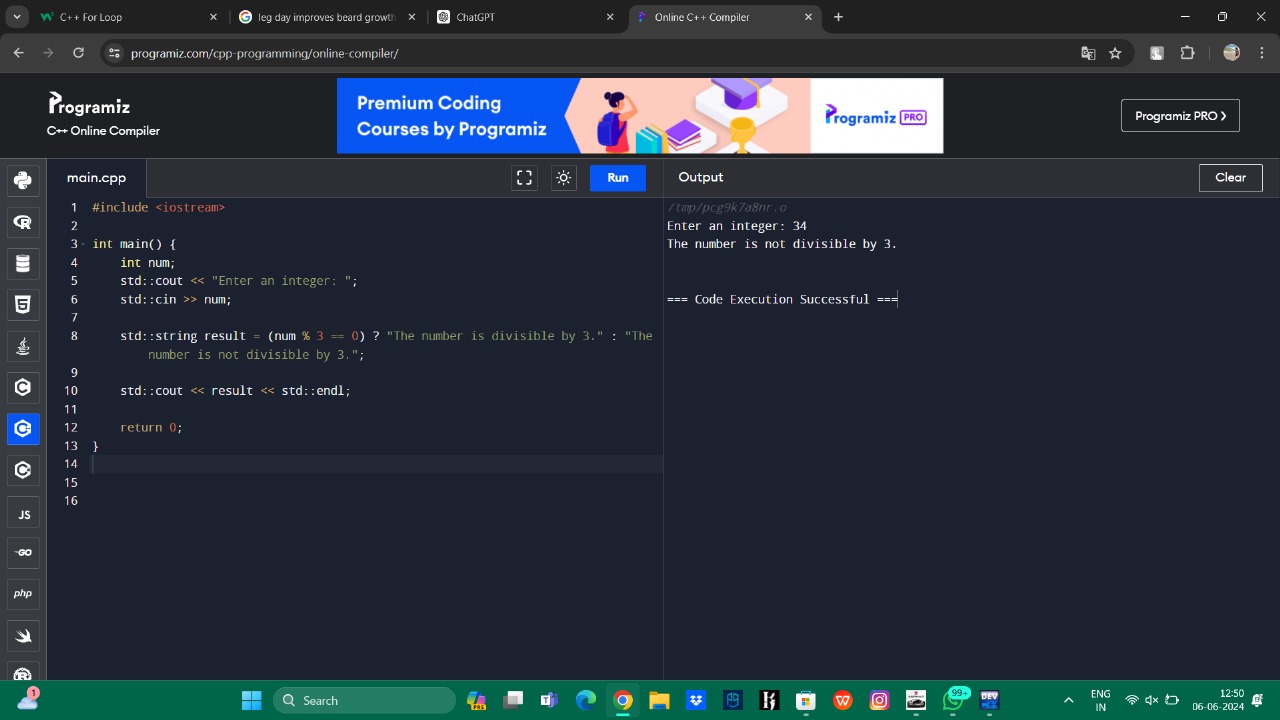 C++ For Loop
leg day improves beard growth
ChatGPT
Online C++ Compiler
programiz.com/cpp-programming/online-compiler/
Programiz
C++ Online Compiler
Premium Coding
Courses by Programiz
Programiz PRO
Programiz PRO
main.cpp
Run
Output
Clear
1 #include <iostream>
2
3 int main() {
4 int num;
5 std::cout << "Enter an integer: ";
6 std::cin >> num;
7
8 std::string result = (num % 3 == 0) ? "The number is divisible by 3." : "The
number is not divisible by 3.";
9
10 std::cout << result << std::endl;
11
12 return 0;
13 }
14
15
16
/tmp/pcg9k7a8nr.o
Enter an integer: 34
The number is not divisible by 3.
=== Code Execution Successful ===
JS
GO
php
1
Search
PRE
99+
DEV
ENG
IN
12:50
06-06-2024